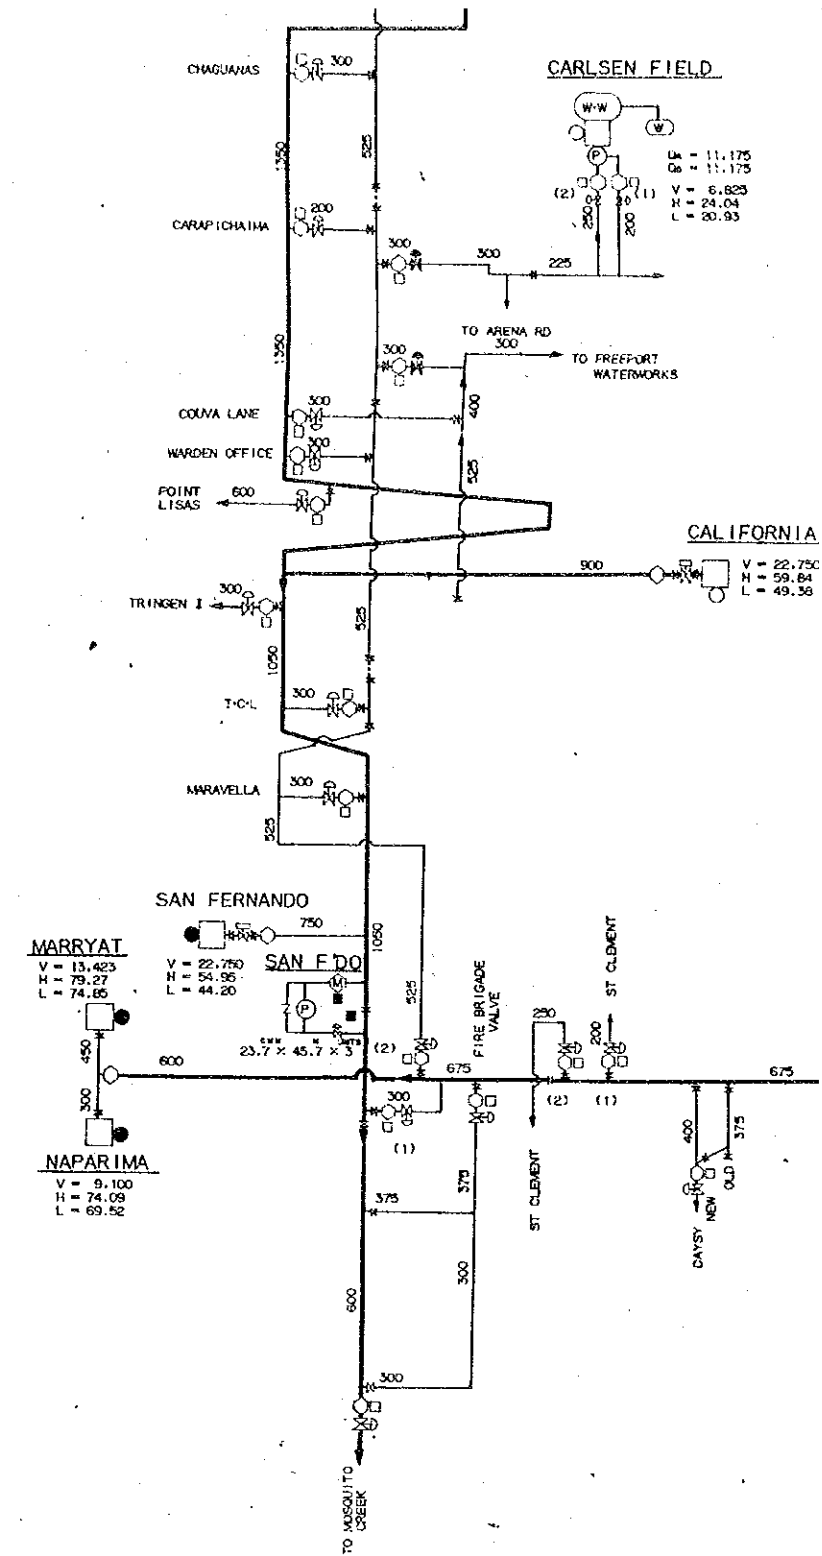 CHAGUANAS
300
CARLSEN FIELD
W·W
W
1350
525
P
Qs = 11.175
V = 6.825
H = 24.04
L = 20.93
(2)
(1)
250
200
200
CARAPICHAIMA
300
300
225
TO ARENA RD
300
1350
300
TO FREEPORT
WATERWORKS
400
COUVA LANE
300
WARDEN OFFICE
300
525
POINT
LISAS
600
CALIFORNIA
V = 22.750
H = 59.84
L = 49.38
900
TRINGEN I
300
525
1050
T·C·L
300
MARAVELLA
300
525
SAN FERNANDO
750
1050
MARRYAT
V = 13.423
H = 79.27
L = 74.85
V = 22.750
H = 54.95
L = 44.20
SAN F'DO
M
P
525
FIRE BRIGADE
VALVE
ST CLEMENT
250
200
23.7 × 45.7 × 3
(2)
450
600
675
675
300
300
(1)
(2)
(1)
400
375
NAPARIMA
V = 9.100
H = 74.09
L = 69.52
375
375
ST CLEMENT
NEW
OLD
CAYSY
600
300
300
TO MOSQUITO
CREEK